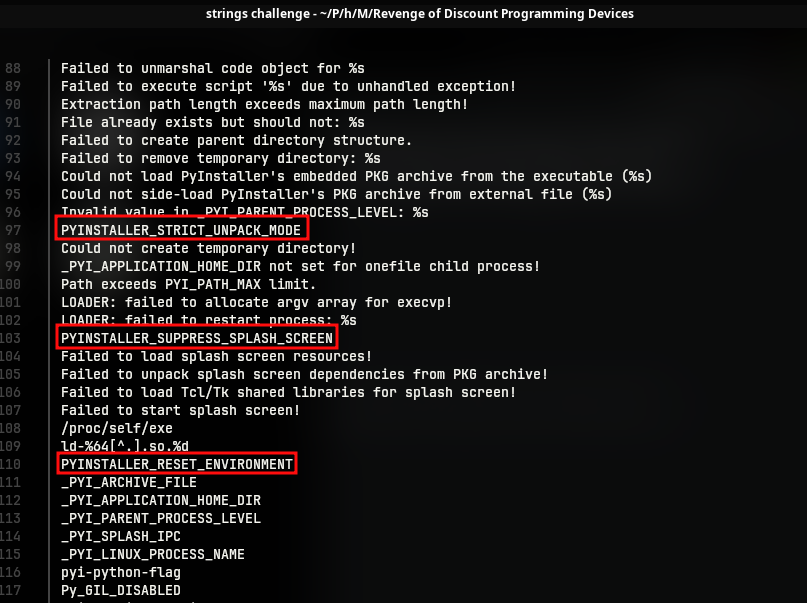 strings challenge - ~/P/h/M/Revenge of Discount Programming Devices
88 Failed to unmarshal code object for %s
89 Failed to execute script '%s' due to unhandled exception!
90 Extraction path length exceeds maximum path length!
91 File already exists but should not: %s
92 Failed to create parent directory structure.
93 Failed to remove temporary directory: %s
94 Could not load PyInstaller's embedded PKG archive from the executable (%s)
95 Could not side-load PyInstaller's PKG archive from external file (%s)
96 Invalid value in _PYI_PARENT_PROCESS_LEVEL: %s
97 PYINSTALLER_STRICT_UNPACK_MODE
98 Could not create temporary directory!
99 _PYI_APPLICATION_HOME_DIR not set for onefile child process!
100 Path exceeds PYI_PATH_MAX limit.
101 LOADER: failed to allocate argv array for execvp!
102 LOADER: failed to restart process: %s
103 PYINSTALLER_SUPPRESS_SPLASH_SCREEN
104 Failed to load splash screen resources!
105 Failed to unpack splash screen dependencies from PKG archive!
106 Failed to load Tcl/Tk shared libraries for splash screen!
107 Failed to start splash screen!
108 /proc/self/exe
109 ld-%64[^.].so.%d
110 PYINSTALLER_RESET_ENVIRONMENT
111 _PYI_ARCHIVE_FILE
112 _PYI_APPLICATION_HOME_DIR
113 _PYI_PARENT_PROCESS_LEVEL
114 _PYI_SPLASH_IPC
115 _PYI_LINUX_PROCESS_NAME
116 pyi-python-flag
117 Py_GIL_DISABLED